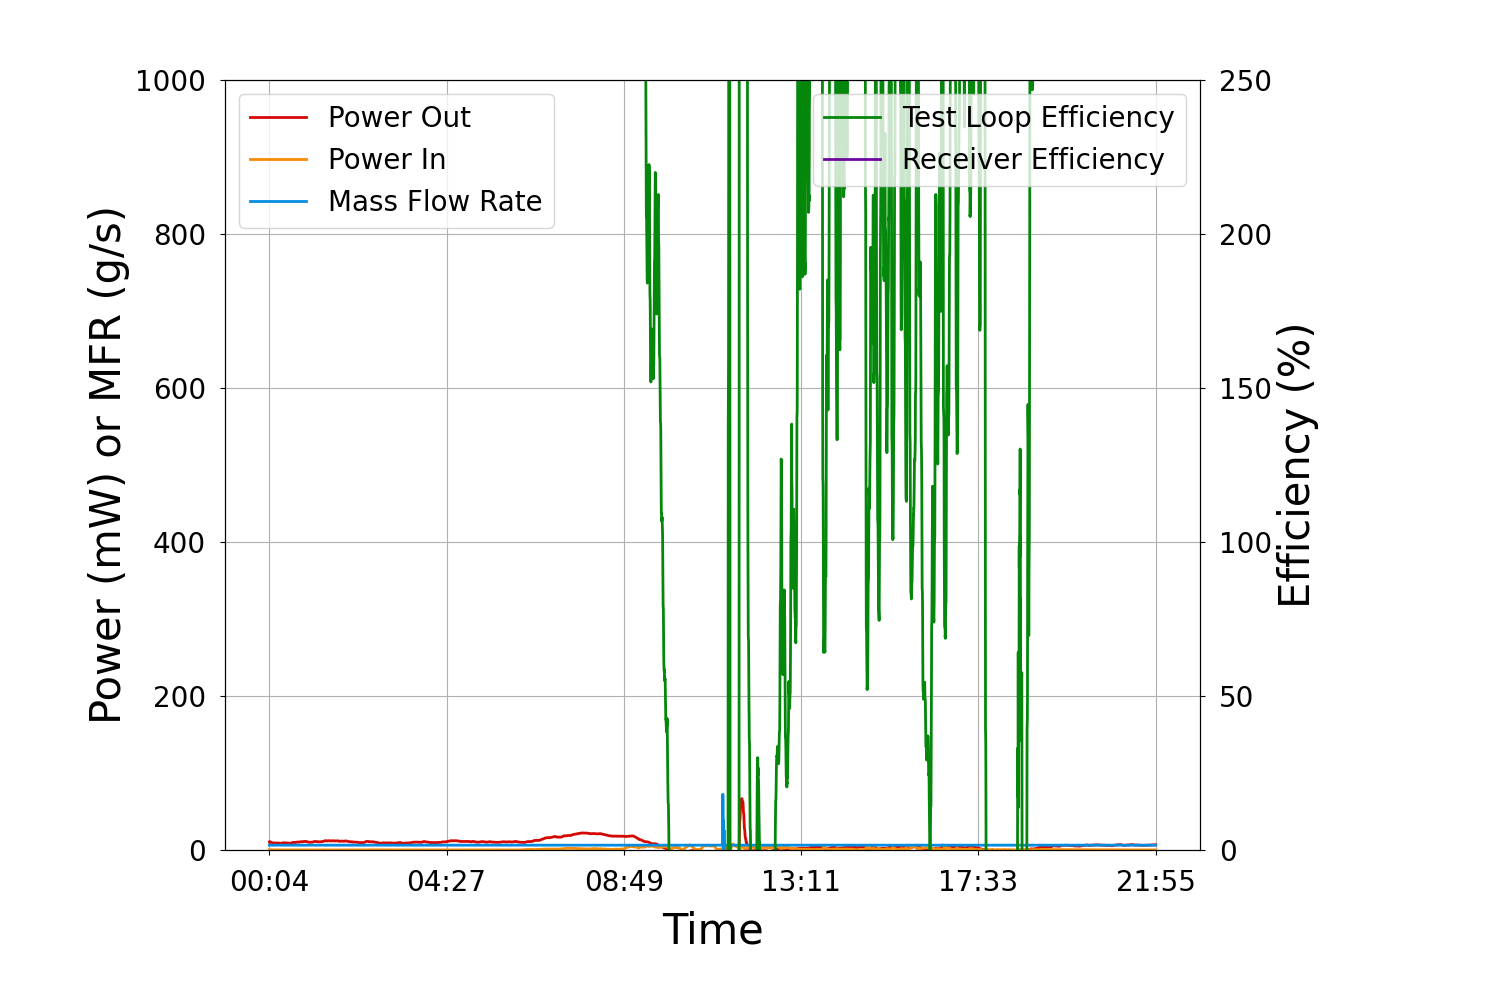 1000
800
600
400
200
0
Power (mW) or MFR (g/s)
Power Out
Power In
Mass Flow Rate
Test Loop Efficiency
Receiver Efficiency
250
200
150
100
50
0
Efficiency (%)
00:04 04:27 08:49 13:11 17:33 21:55
Time